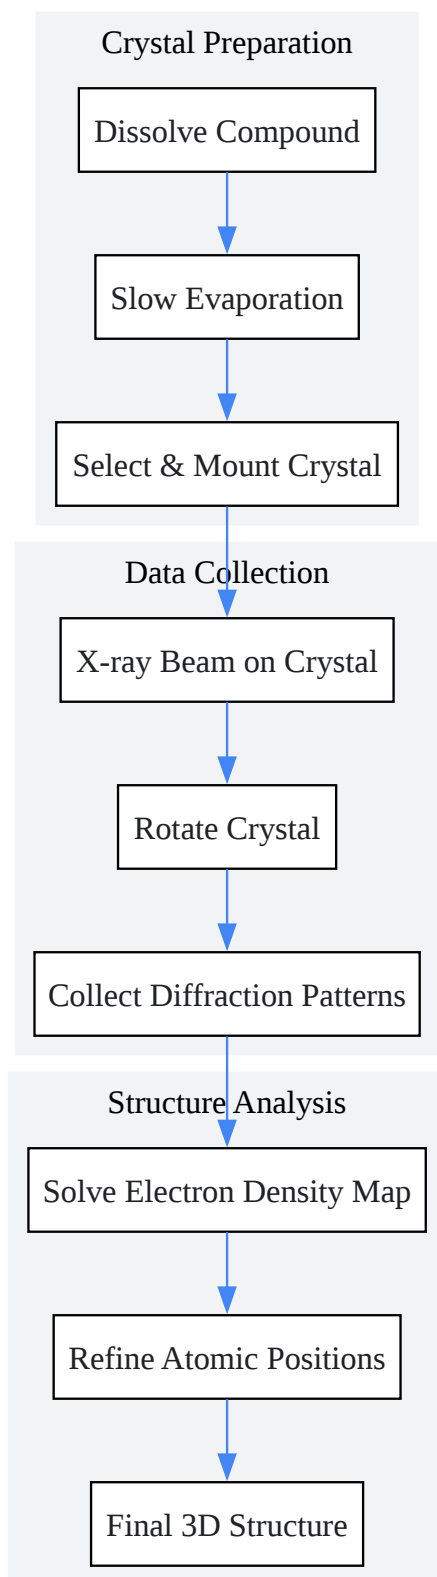 Crystal Preparation
Dissolve Compound
Slow Evaporation
Select & Mount Crystal
Data Collection
X-ray Beam on Crystal
Rotate Crystal
Collect Diffraction Patterns
Structure Analysis
Solve Electron Density Map
Refine Atomic Positions
Final 3D Structure